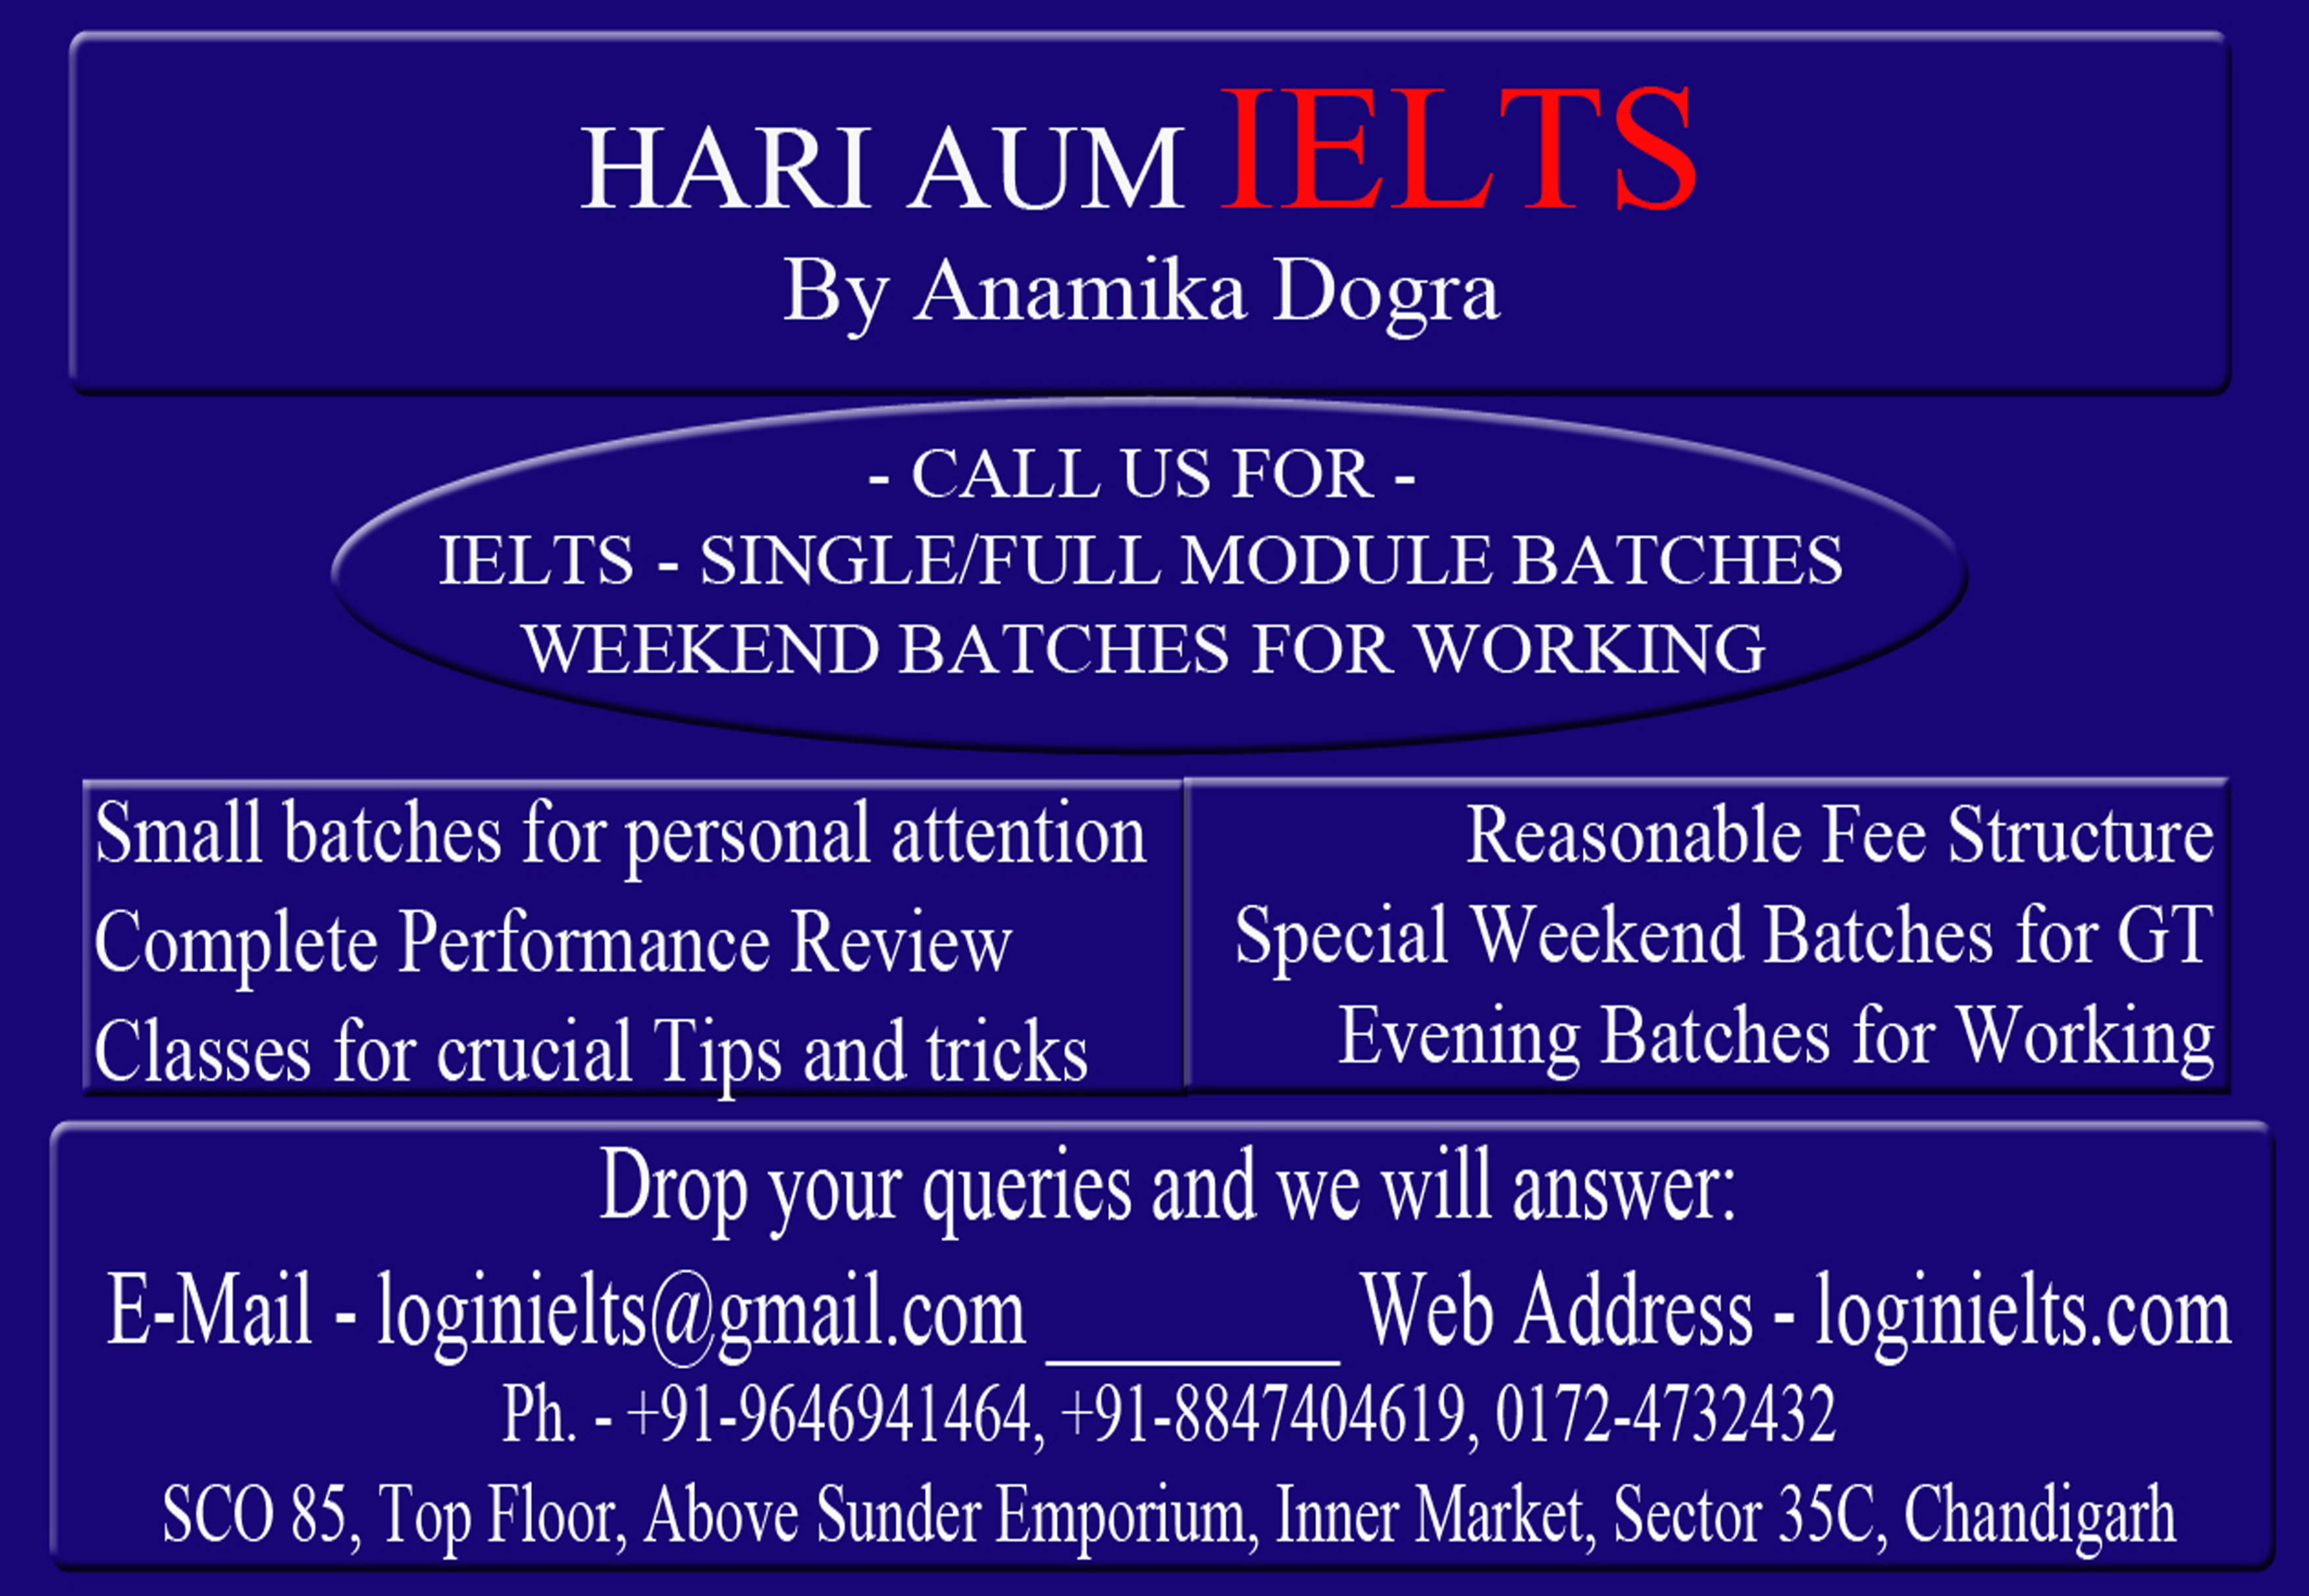 HARI AUM IELTS
By Anamika Dogra
- CALL US FOR -
IELTS - SINGLE/FULL MODULE BATCHES
WEEKEND BATCHES FOR WORKING
Small batches for personal attention
Complete Performance Review
Classes for crucial Tips and tricks
Reasonable Fee Structure
Special Weekend Batches for GT
Evening Batches for Working
Drop your queries and we will answer:
E-Mail - loginielts@gmail.com ________ Web Address - loginielts.com
Ph. - +91-9646941464, +91-8847404619, 0172-4732432
SCO 85, Top Floor, Above Sunder Emporium, Inner Market, Sector 35C, Chandigarh